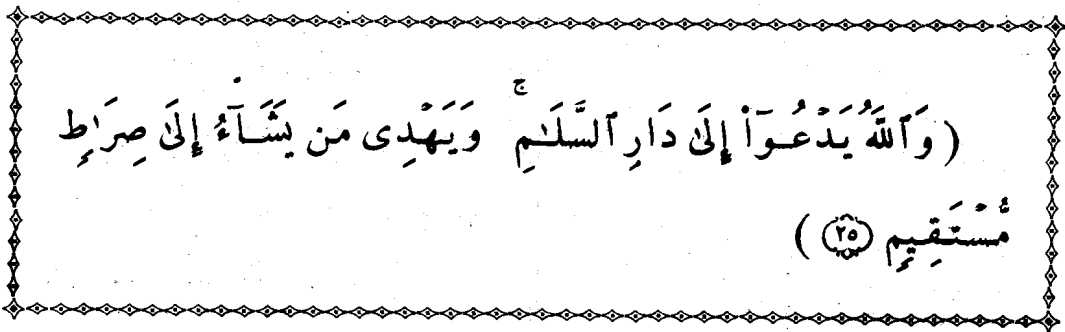 ( وَٱللَّهُ يَدْعُوٓا۟ إِلَىٰ دَارِ ٱلسَّلَـٰمِ ۚ وَيَهْدِى مَن يَشَآءُ إِلَىٰ صِرَٰطٍ
مُّسْتَقِيمٍ ٢٥ )